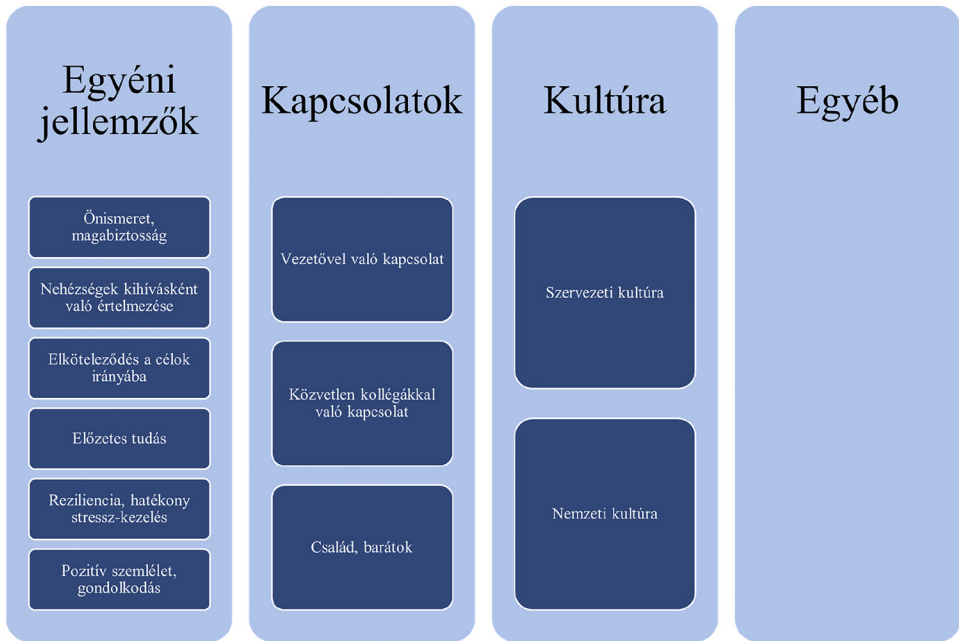 Egyéni
jellemzők
Önismeret,
magabiztosság
Nehézségek kihívásként
való értelmezése
Elköteleződés a célok
irányába
Előzetes tudás
Reziliencia, hatékony
stressz-kezelés
Pozitív szemlélet,
gondolkodás
Kapcsolatok
Vezetővel való kapcsolat
Közvetlen kollégákkal
való kapcsolat
Család, barátok
Kultúra
Szervezeti kultúra
Nemzeti kultúra
Egyéb